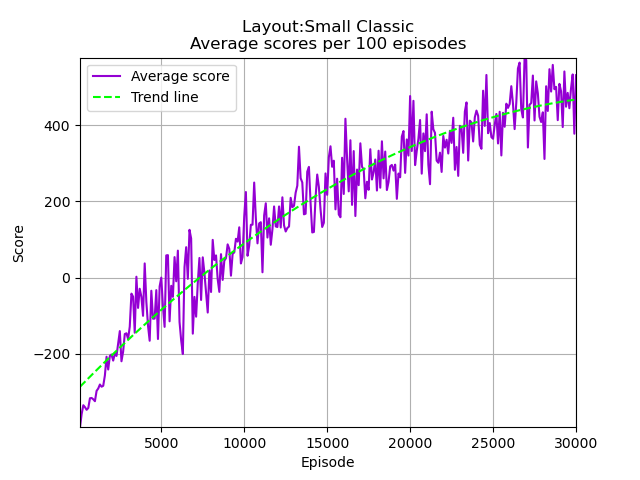 Layout:Small Classic
Average scores per 100 episodes
Average score
Trend line
Score
400
200
0
−200
5000
10000
15000
20000
25000
30000
Episode